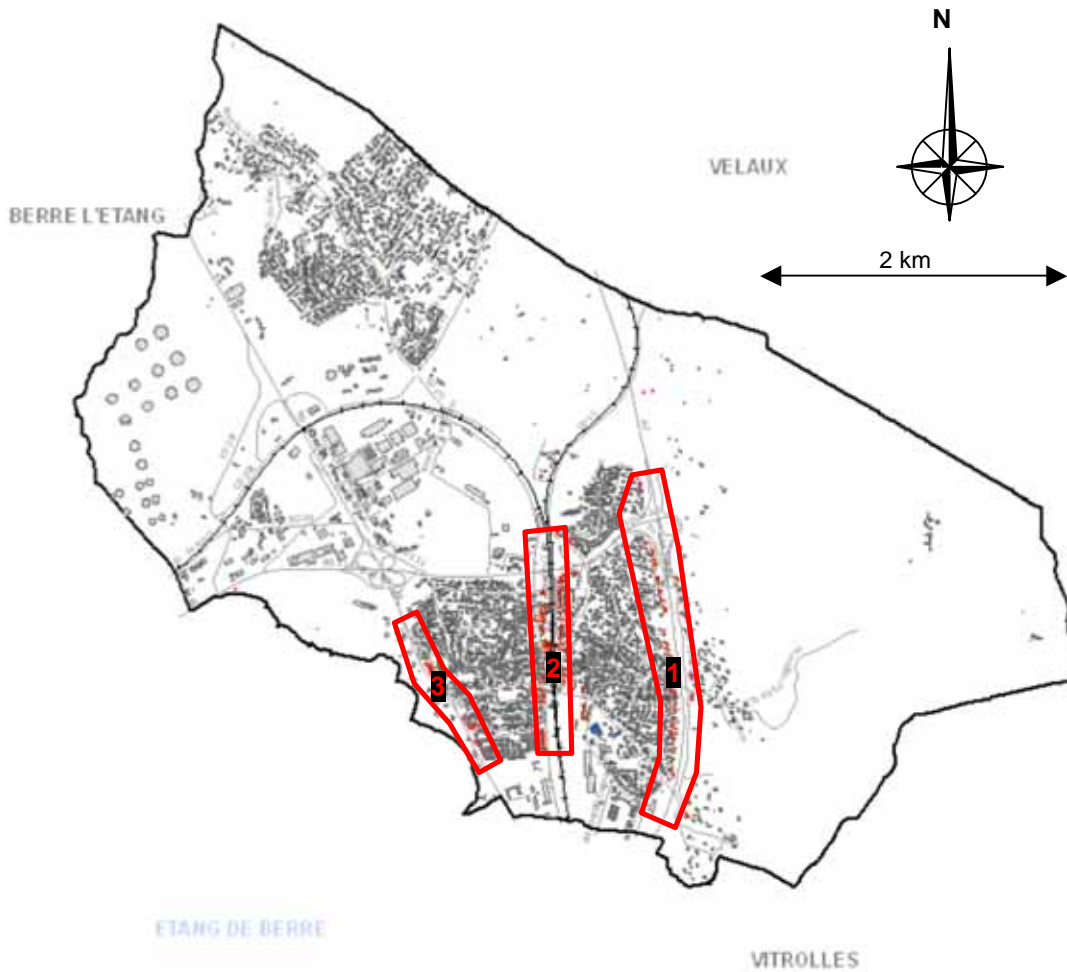 N
VELAUX
BERRE L'ETANG
2 km
2
1
3
ETANG DE BERRE
VITROLLES